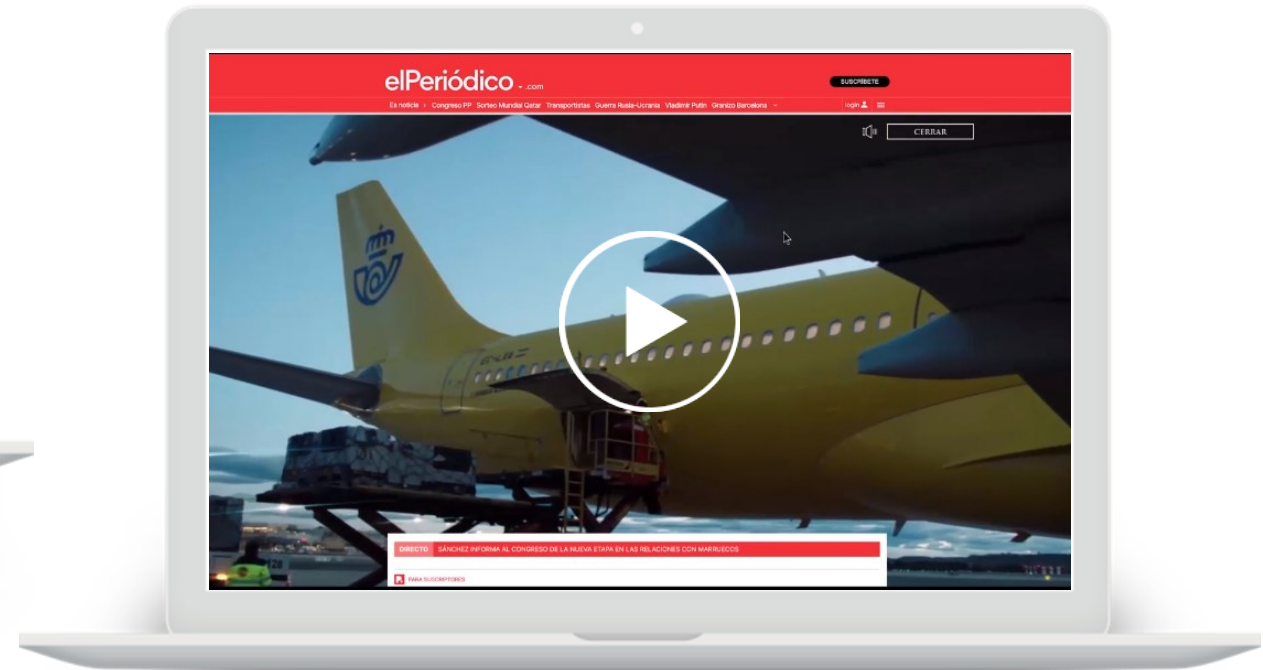 elPeriódico .com
SUSCRÍBETE
Es noticia › Congreso PP Sorteo Mundial Qatar Transportistas Guerra Rusia-Ucrania Vladimir Putin Granizo Barcelona
login
CERRAR
DIRECTO SÁNCHEZ INFORMA AL CONGRESO DE LA NUEVA ETAPA EN LAS RELACIONES CON MARRUECOS
PARA SUSCRIPTORES